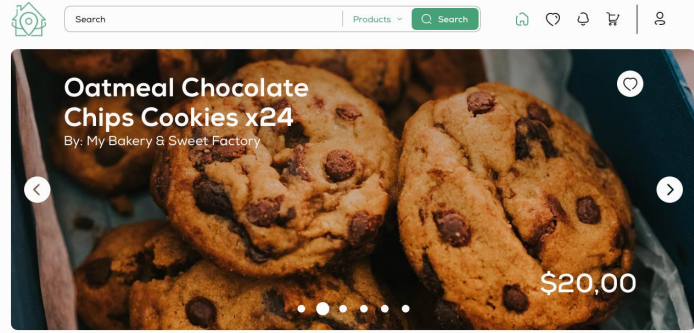 Search
Products
Search
Oatmeal Chocolate
Chips Cookies x24
By: My Bakery & Sweet Factory
$20,00